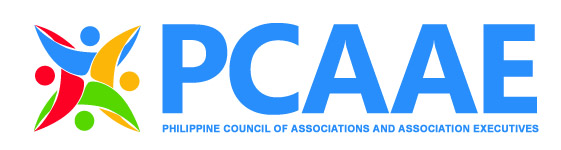 PCAAE
PHILIPPINE COUNCIL OF ASSOCIATIONS AND ASSOCIATION EXECUTIVES